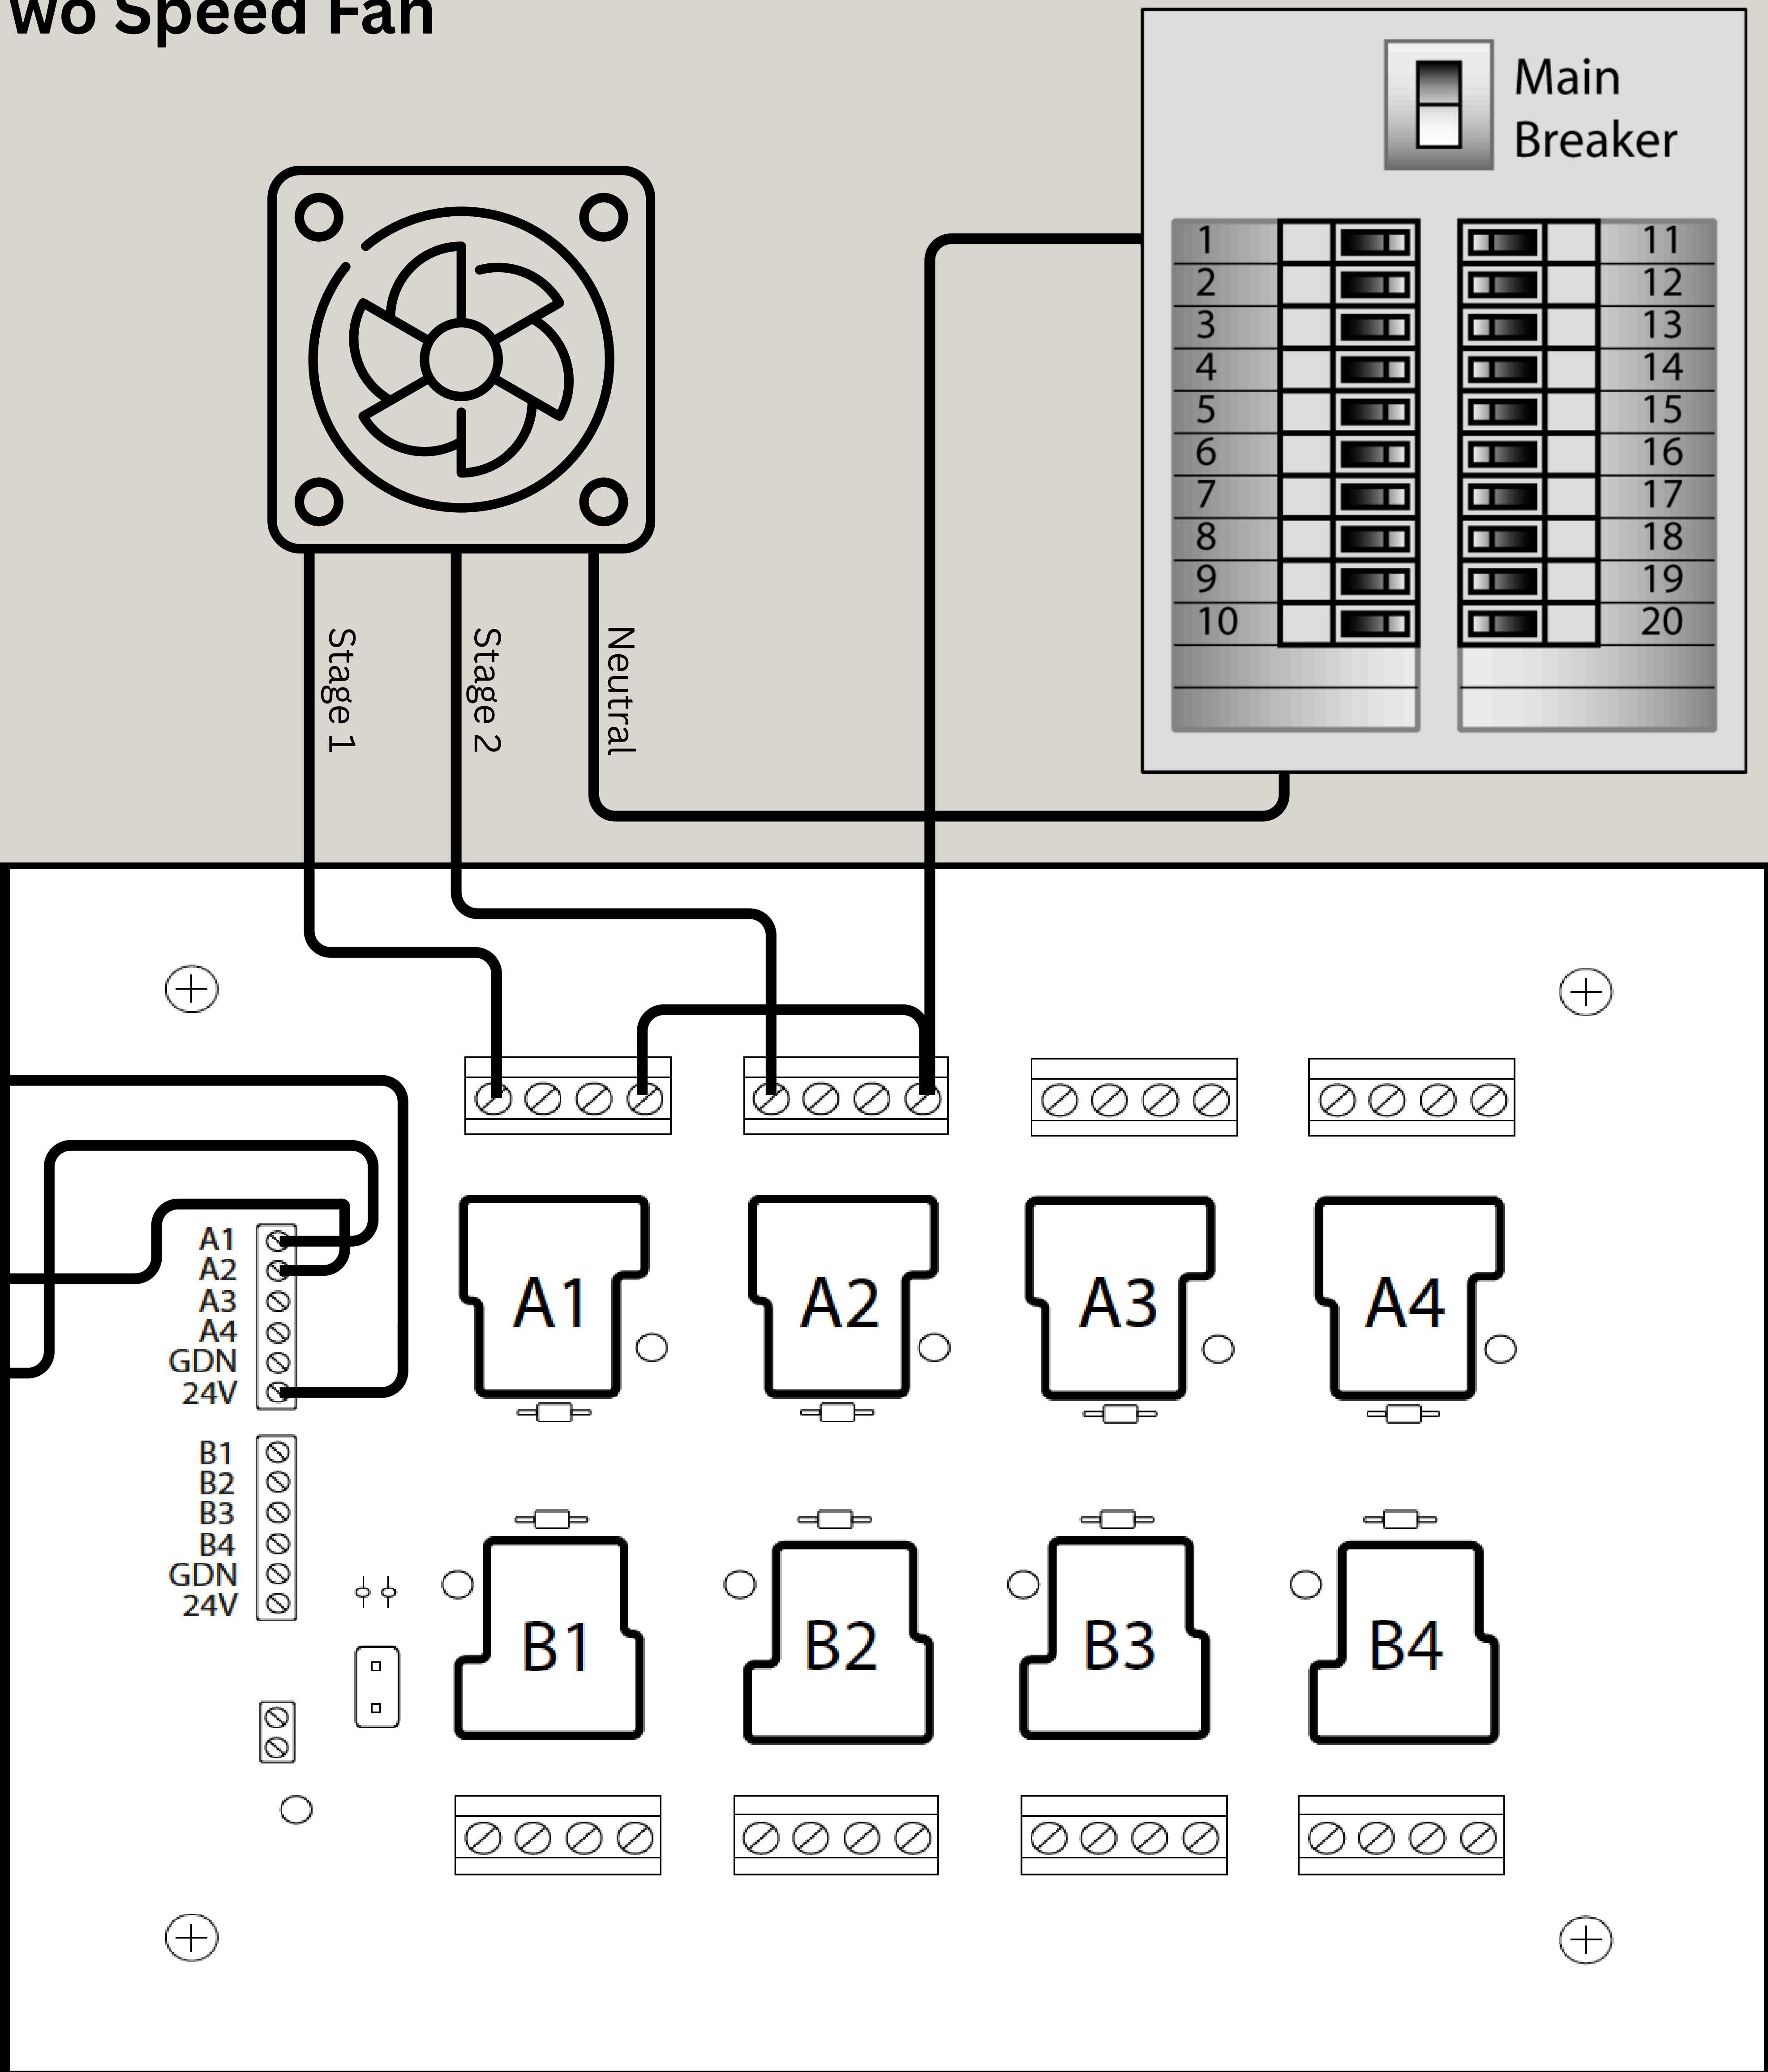 wo Speed Fan
Main
Breaker
1
2
3
4
5
6
7
8
9
10
11
12
13
14
15
16
17
18
19
20
Stage 1
Stage 2
Neutral
A1
A2
A3
A4
GDN
24V
B1
B2
B3
B4
GDN
24V
A1
A2
A3
A4
B1
B2
B3
B4